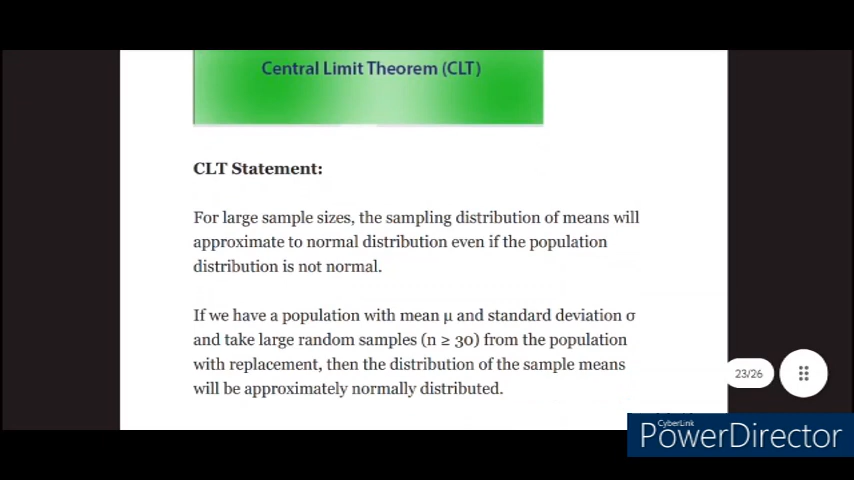 Central Limit Theorem (CLT)
CLT Statement:
For large sample sizes, the sampling distribution of means will
approximate to normal distribution even if the population
distribution is not normal.
If we have a population with mean μ and standard deviation σ
and take large random samples (n ≥ 30) from the population
with replacement, then the distribution of the sample means
will be approximately normally distributed.
23/26
CyberLink
PowerDirector